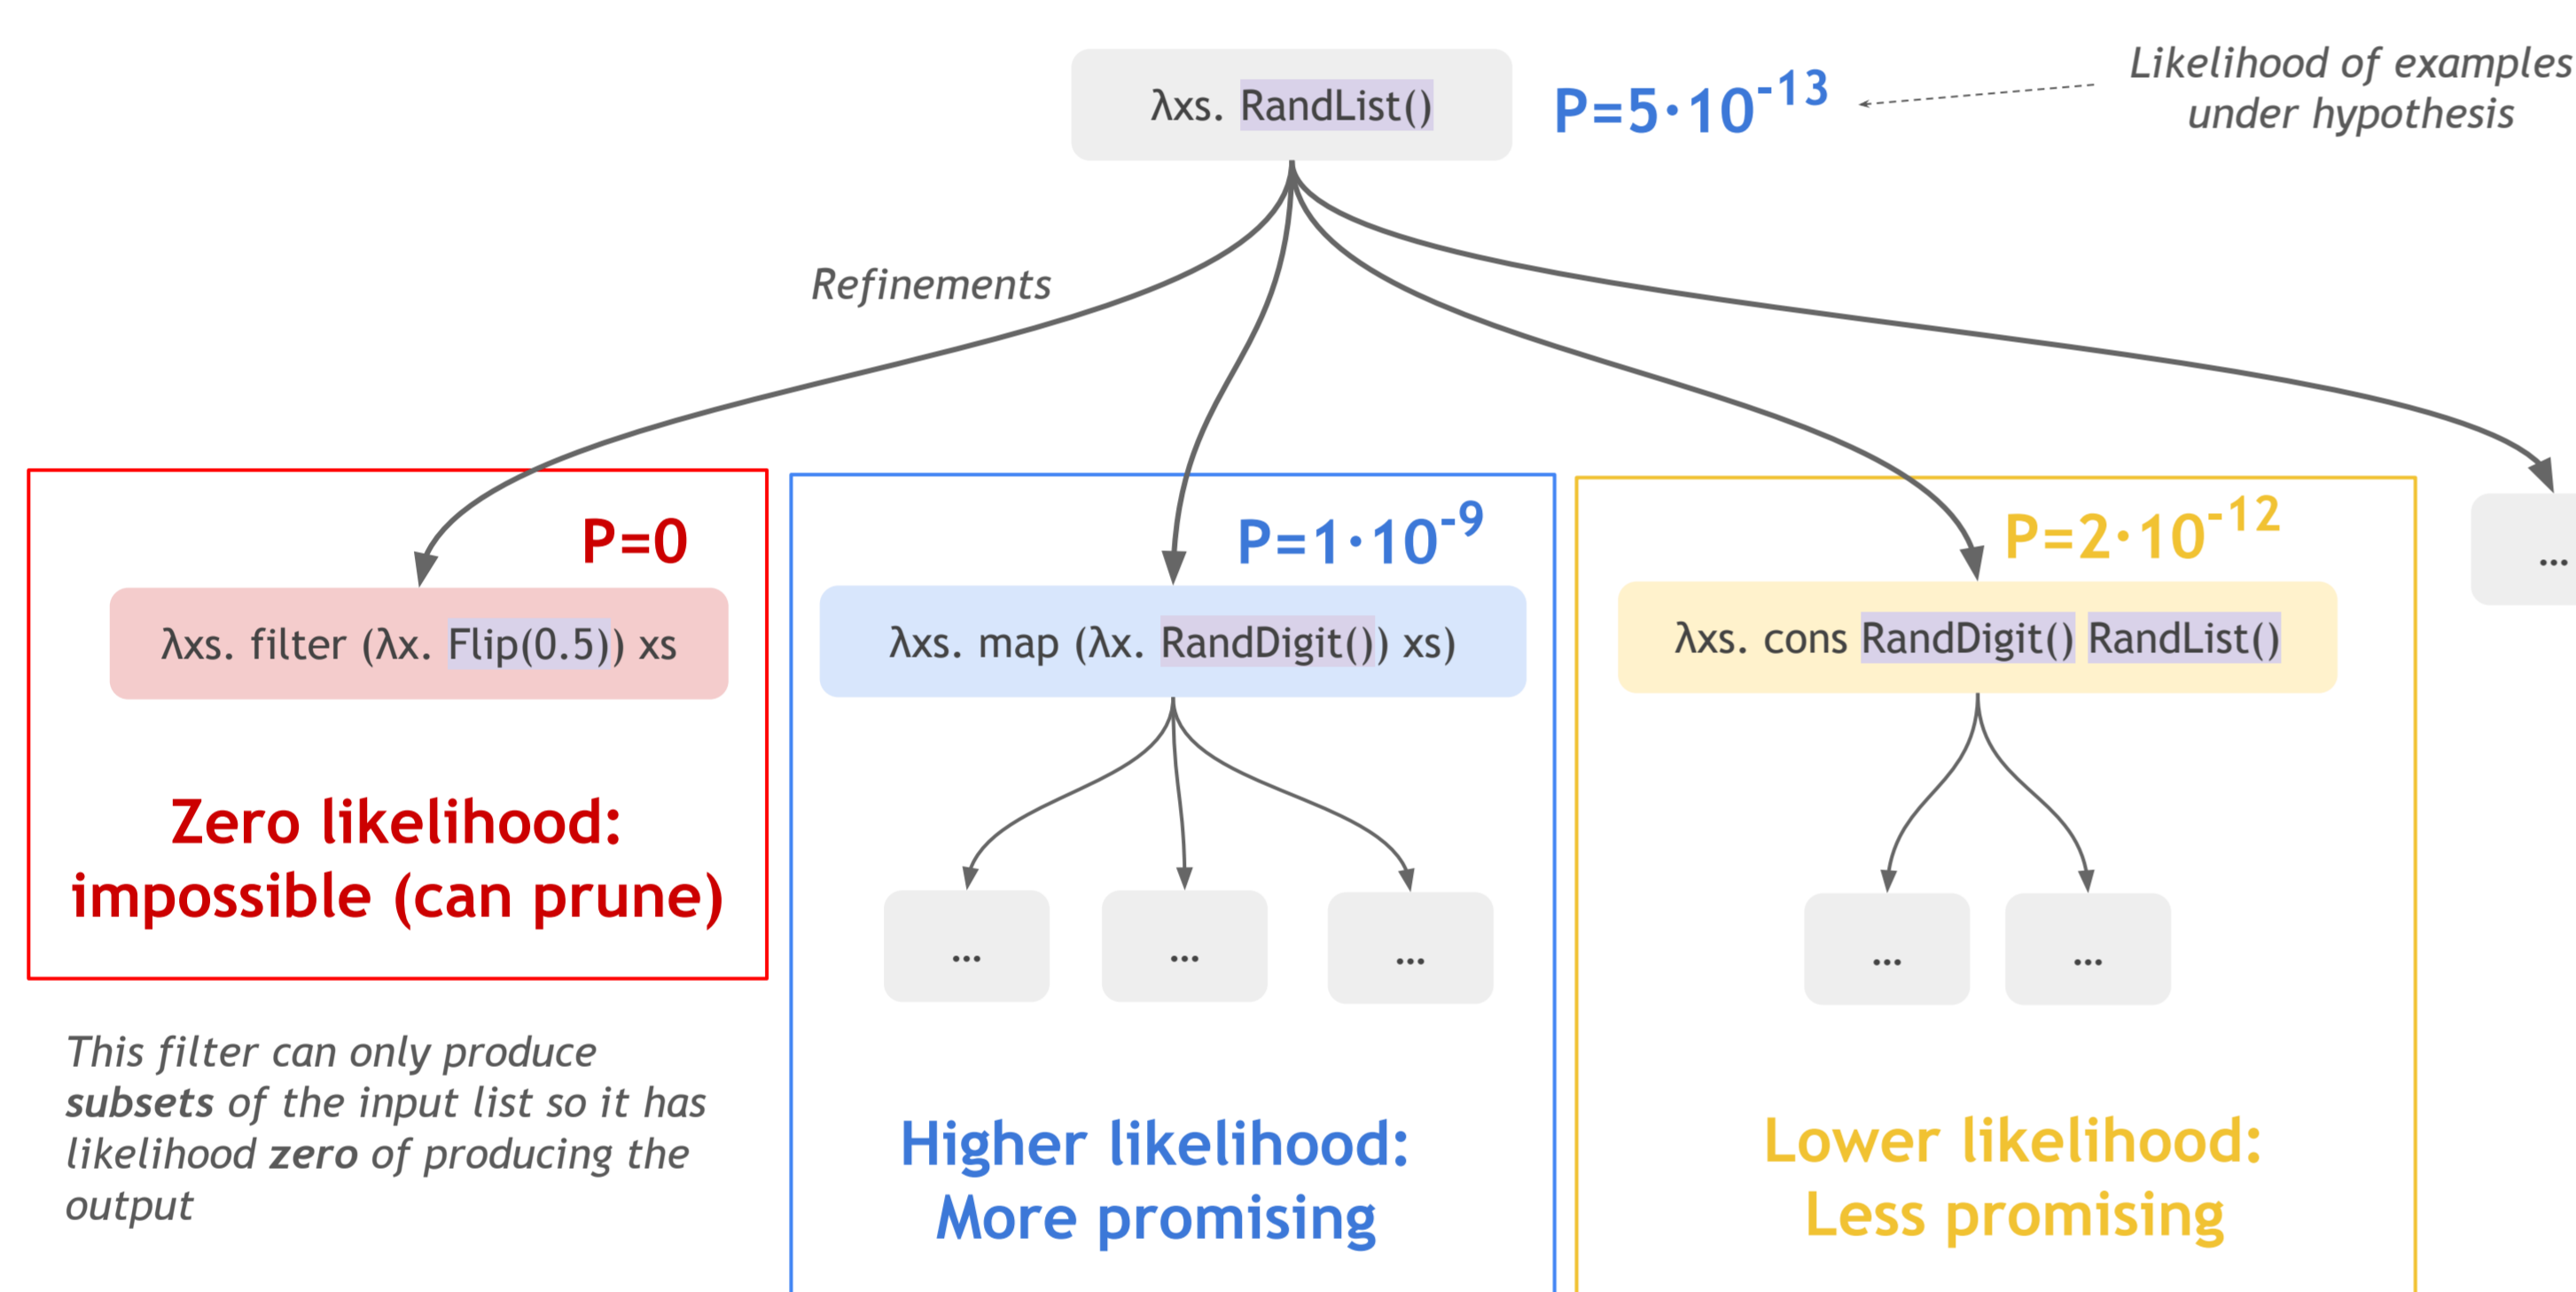 λxs. RandList()
P=5·10⁻¹³
Likelihood of examples
under hypothesis
Refinements
P=0
λxs. filter (λx. Flip(0.5)) xs
Zero likelihood:
impossible (can prune)
This filter can only produce
subsets of the input list so it has
likelihood zero of producing the
output
P=1·10⁻⁹
λxs. map (λx. RandDigit()) xs)
...
...
...
Higher likelihood:
More promising
P=2·10⁻¹²
λxs. cons RandDigit() RandList()
...
...
Lower likelihood:
Less promising
...